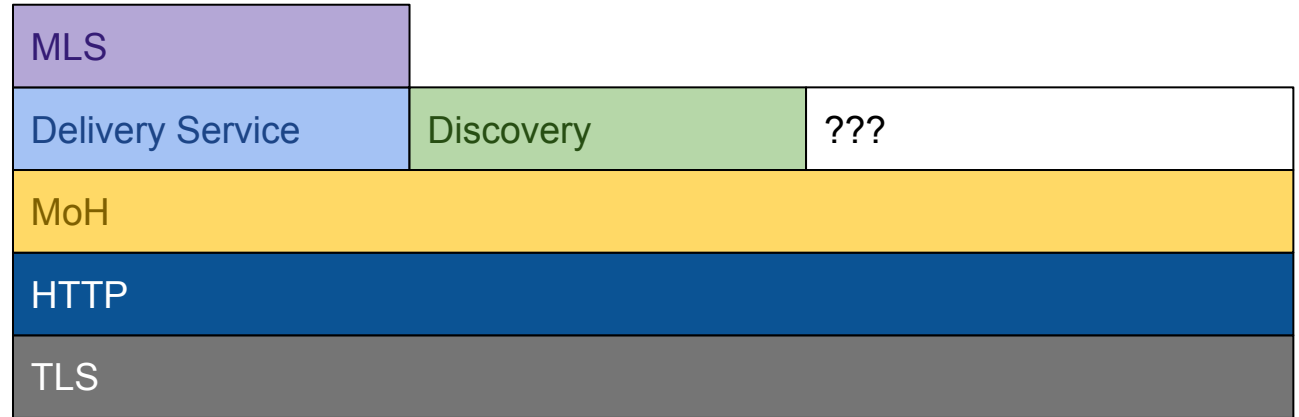 MLS
Delivery Service
Discovery
???
MoH
HTTP
TLS